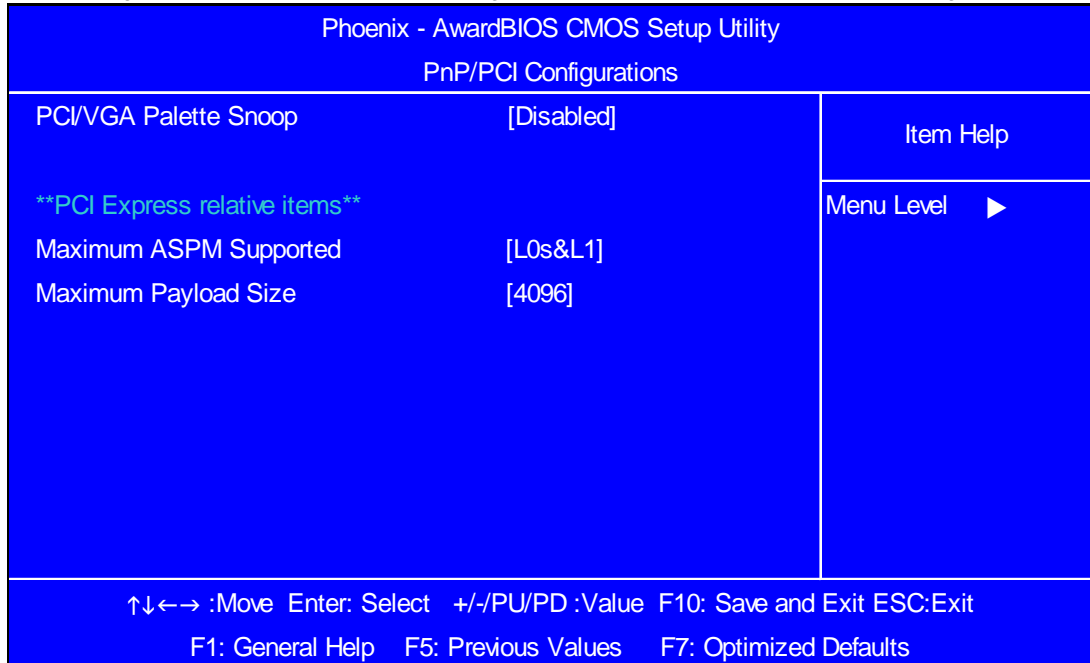 Phoenix - AwardBIOS CMOS Setup Utility
PnP/PCI Configurations
PCI/VGA Palette Snoop [Disabled]
Item Help
**PCI Express relative items**
Menu Level ▶
Maximum ASPM Supported [L0s&L1]
Maximum Payload Size [4096]
↑↓←→ :Move Enter: Select +/-/PU/PD :Value F10: Save and Exit ESC:Exit
F1: General Help F5: Previous Values F7: Optimized Defaults